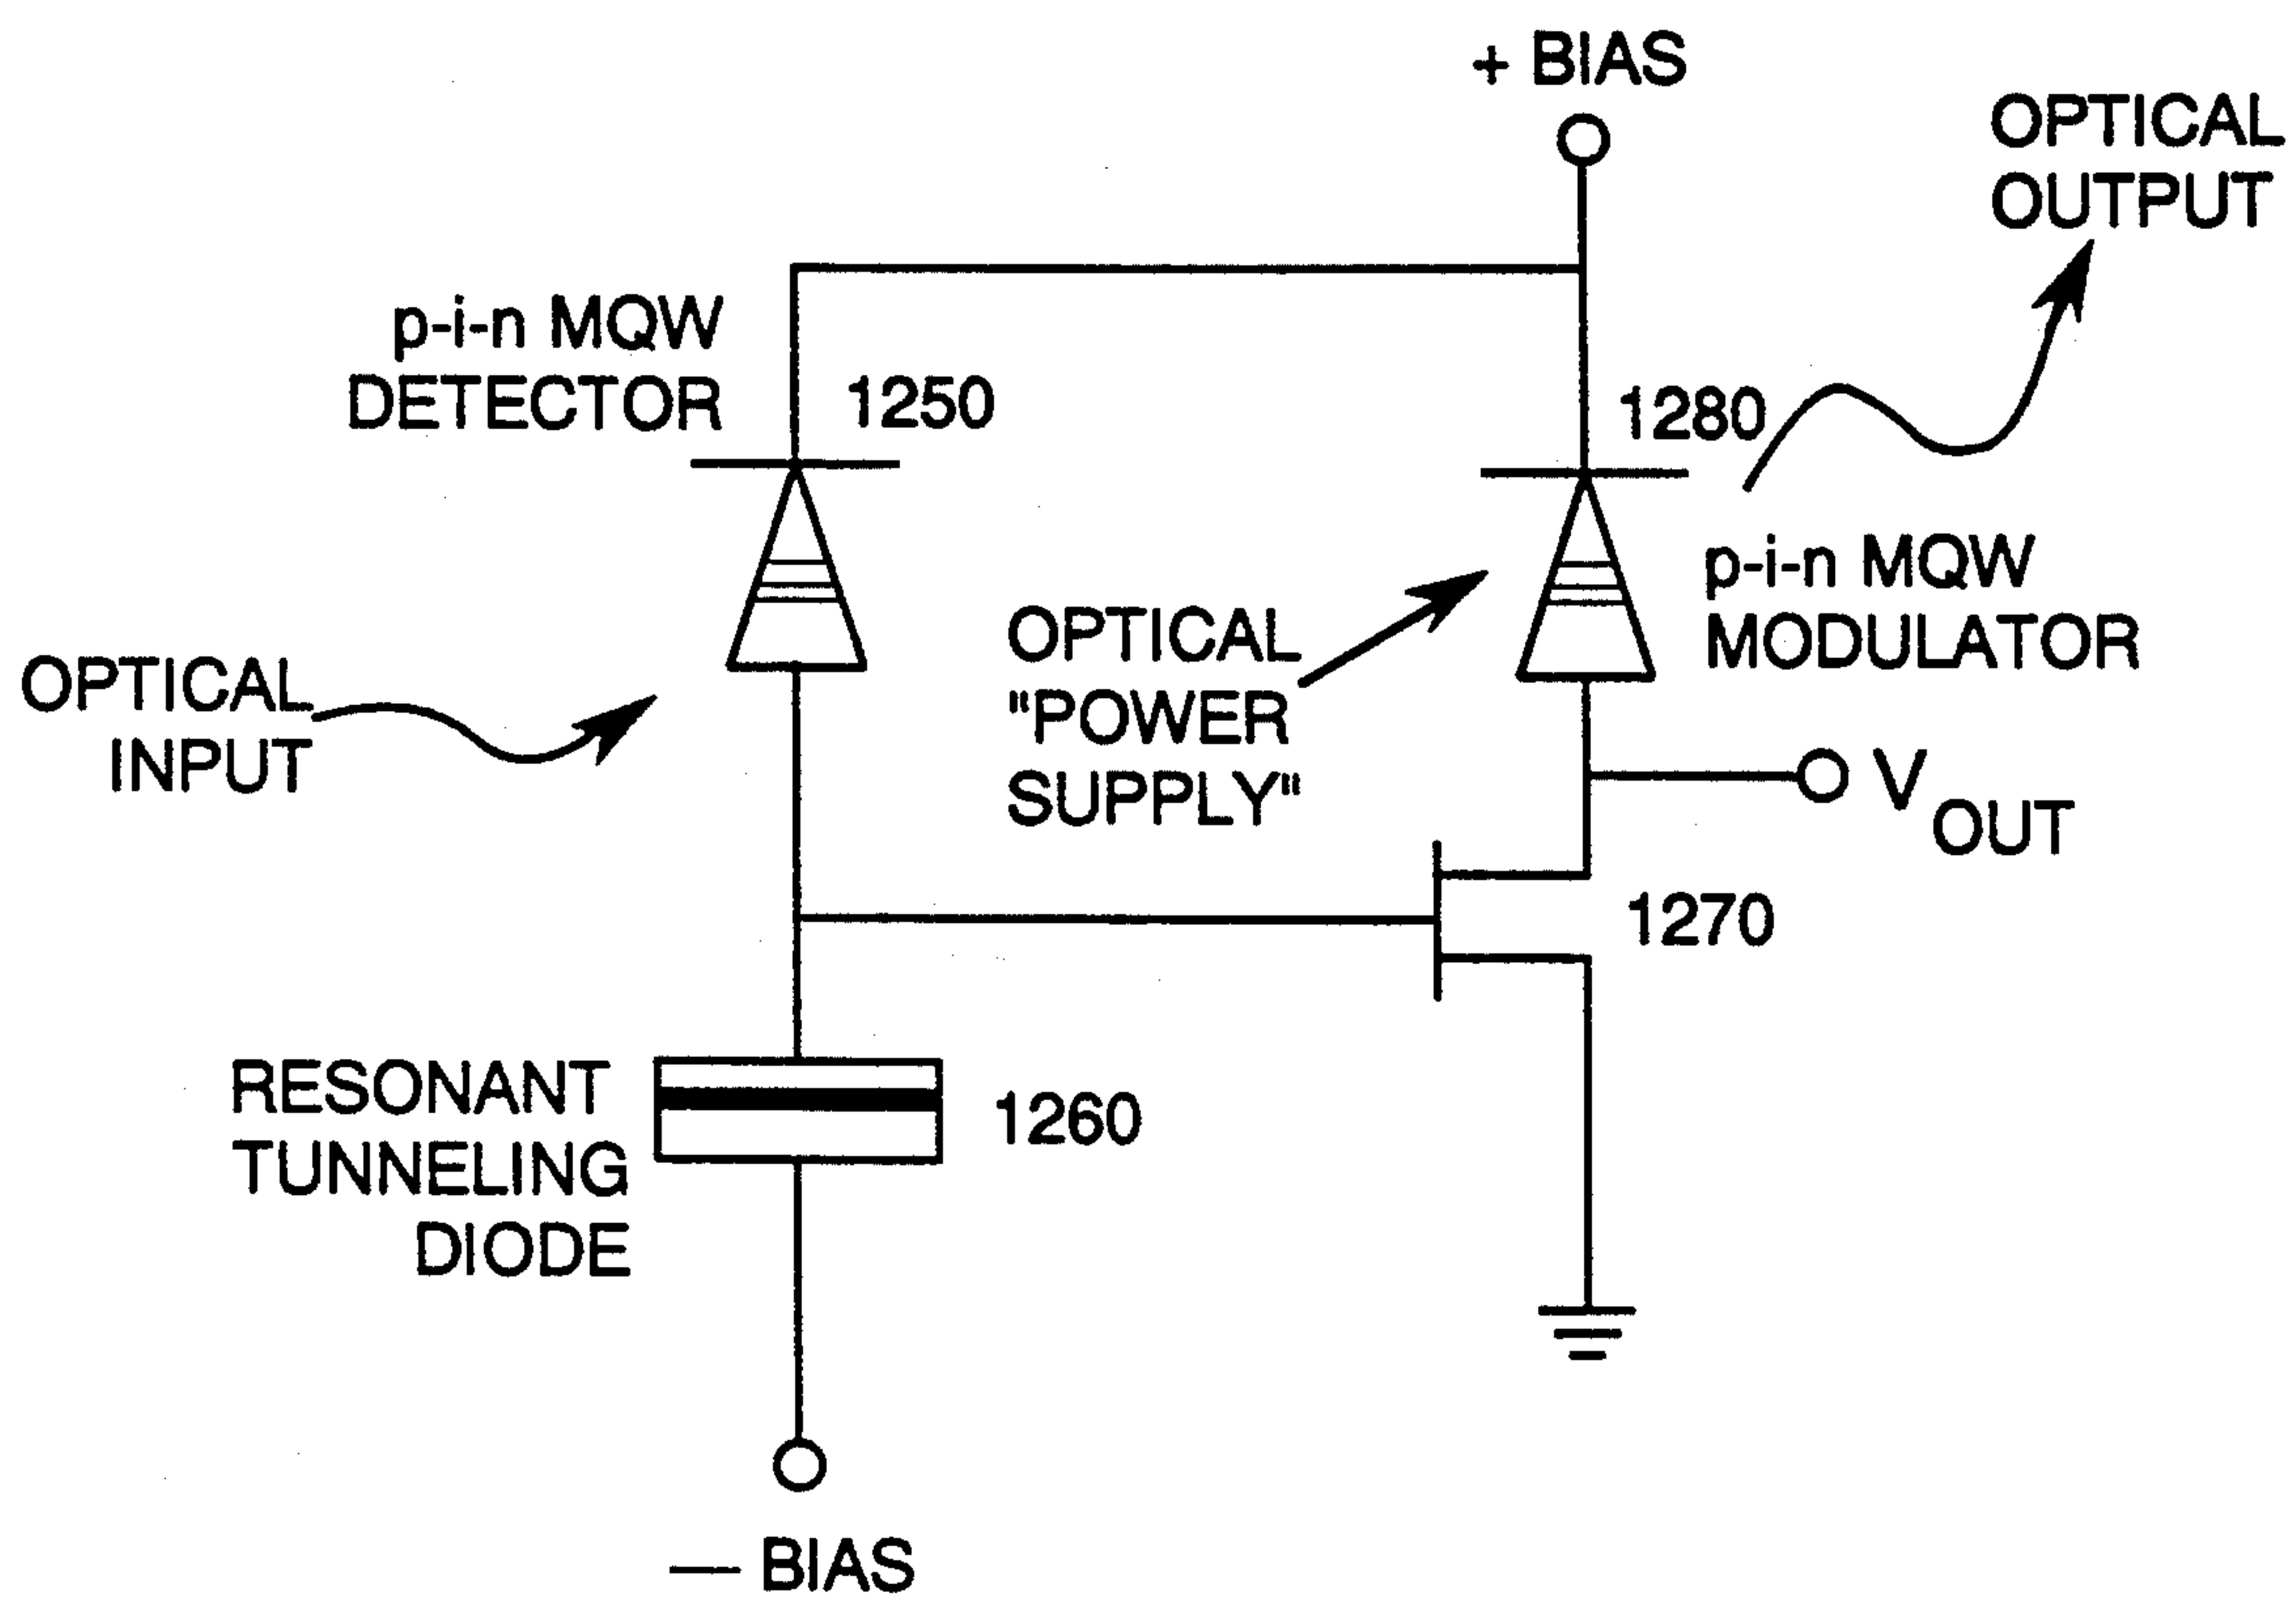 + BIAS
OPTICAL
OUTPUT
p-i-n MQW
DETECTOR
1250
1280
p-i-n MQW
MODULATOR
OPTICAL
"POWER
SUPPLY"
OPTICAL
INPUT
V OUT
1270
RESONANT
TUNNELING
DIODE
1260
— BIAS